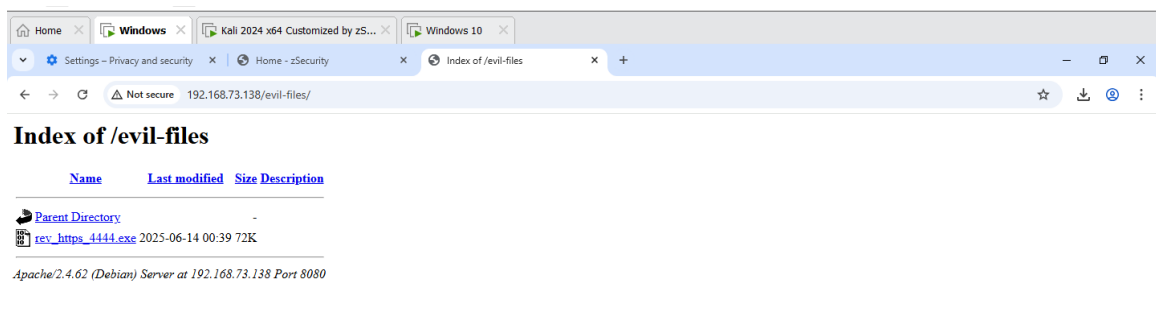 Home Windows Kali 2024 x64 Customized by zS... Windows 10
Settings – Privacy and security Home - zSecurity Index of /evil-files
Not secure 192.168.73.138/evil-files/
Index of /evil-files
Name Last modified Size Description
Parent Directory -
rev_https_4444.exe 2025-06-14 00:39 72K
Apache/2.4.62 (Debian) Server at 192.168.73.138 Port 8080